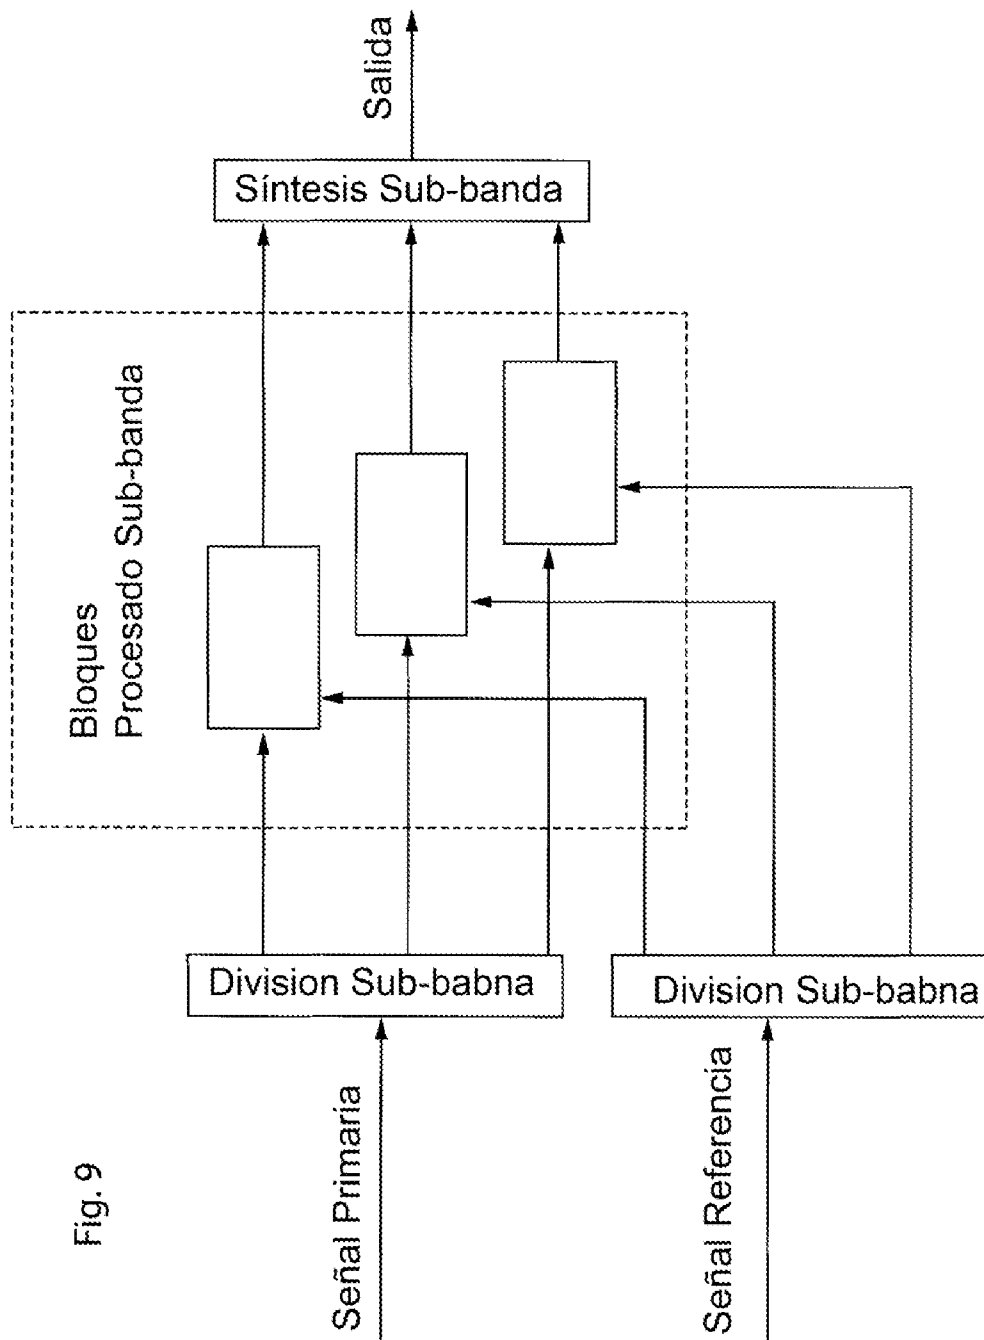 Fig. 9
Bloques
Procesado Sub-banda
Señal Primaria
Division Sub-babna
Síntesis Sub-banda
Salida
Señal Referencia
Division Sub-babna